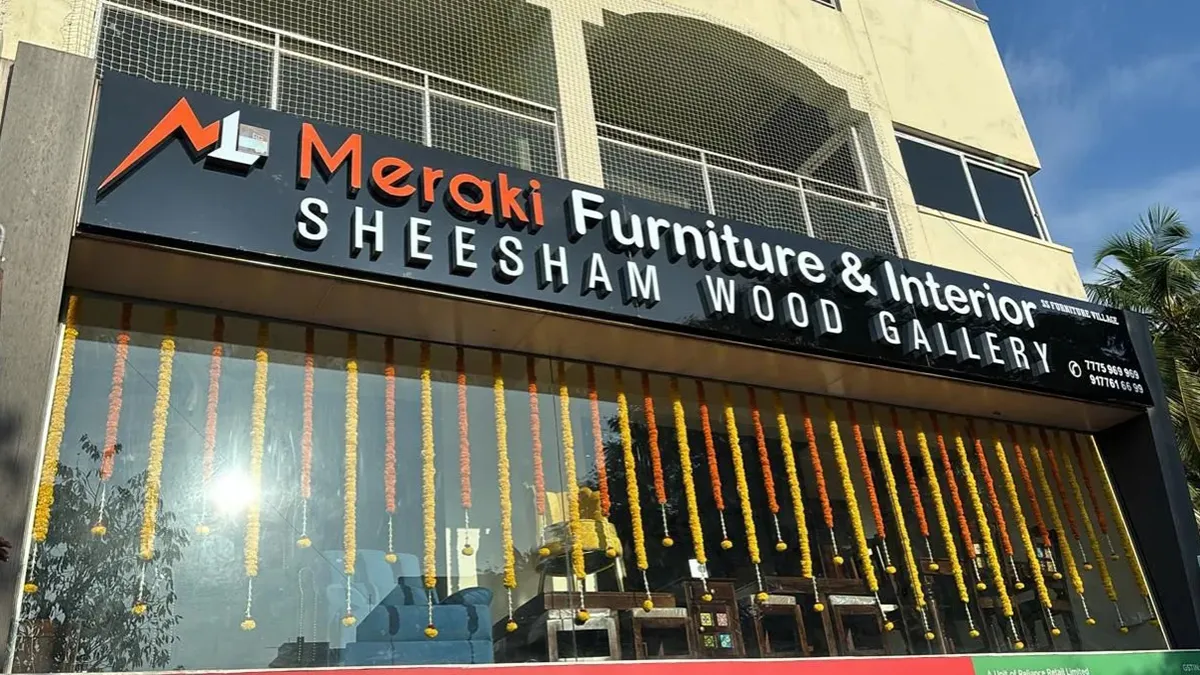 Meraki Furniture & Interior
SHEESHAM WOOD GALLERY
SS FURNITURE VILLAGE
7775 969 969
917761 66 99
A Unit of Reliance Retail Limited
GSTIN